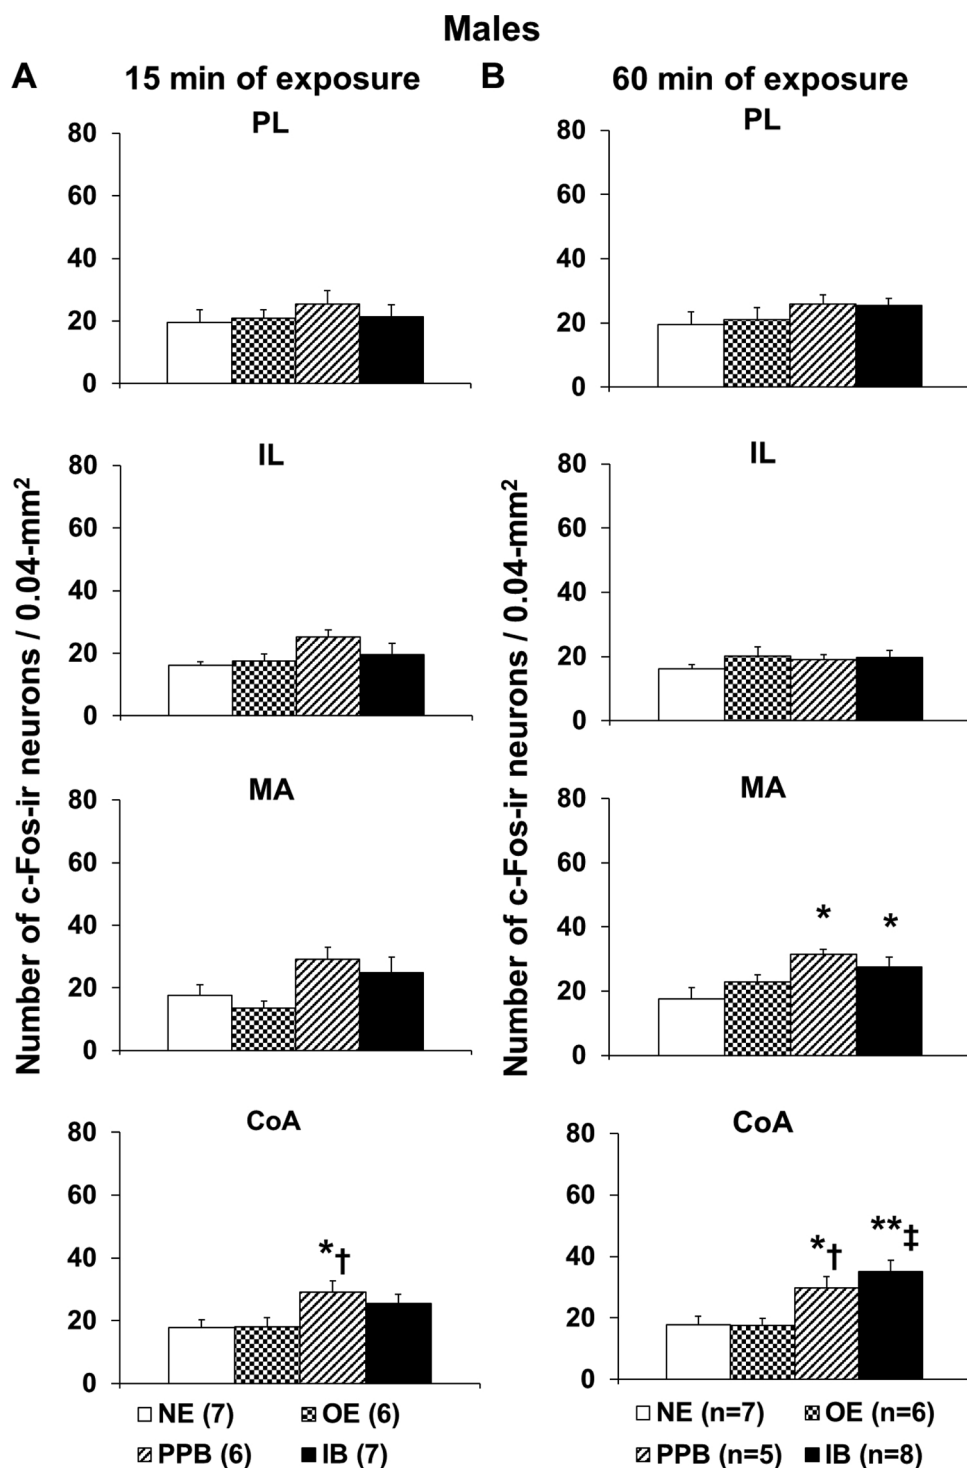 Males
A 15 min of exposure
B 60 min of exposure
Number of c-Fos-ir neurons / 0.04-mm²
PL
80
60
40
20
0
IL
80
60
40
20
0
MA
80
60
40
20
0
CoA
80
60
40
20
0
*†
NE (7) OE (6)
PPB (6) IB (7)
Number of c-Fos-ir neurons / 0.04-mm²
PL
80
60
40
20
0
IL
80
60
40
20
0
MA
80
60
40
20
0
* *
CoA
80
60
40
20
0
*† **‡
NE (n=7) OE (n=6)
PPB (n=5) IB (n=8)